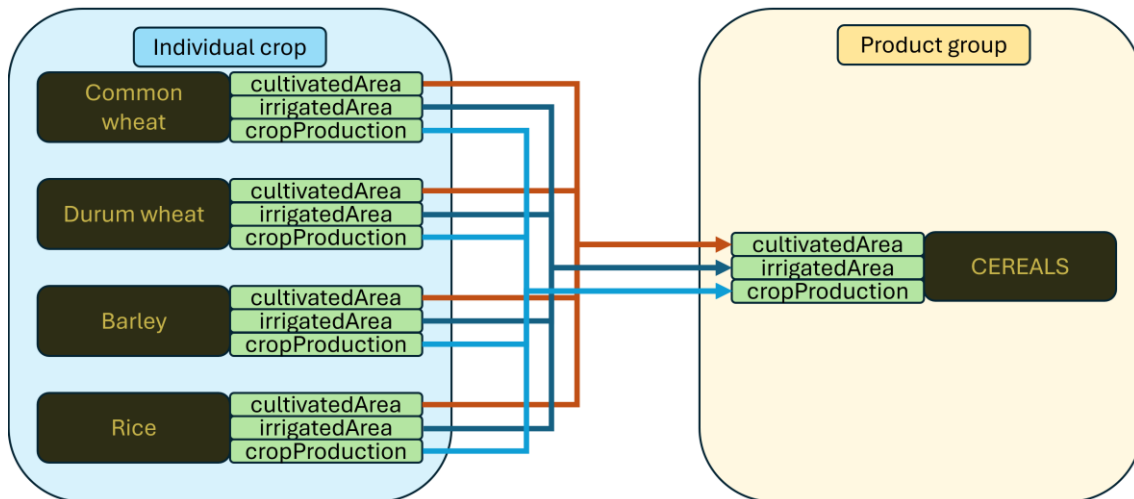 Individual crop
Common
wheat
cultivatedArea
irrigatedArea
cropProduction
Durum wheat
cultivatedArea
irrigatedArea
cropProduction
Barley
cultivatedArea
irrigatedArea
cropProduction
Rice
cultivatedArea
irrigatedArea
cropProduction
Product group
cultivatedArea
irrigatedArea
cropProduction
CEREALS